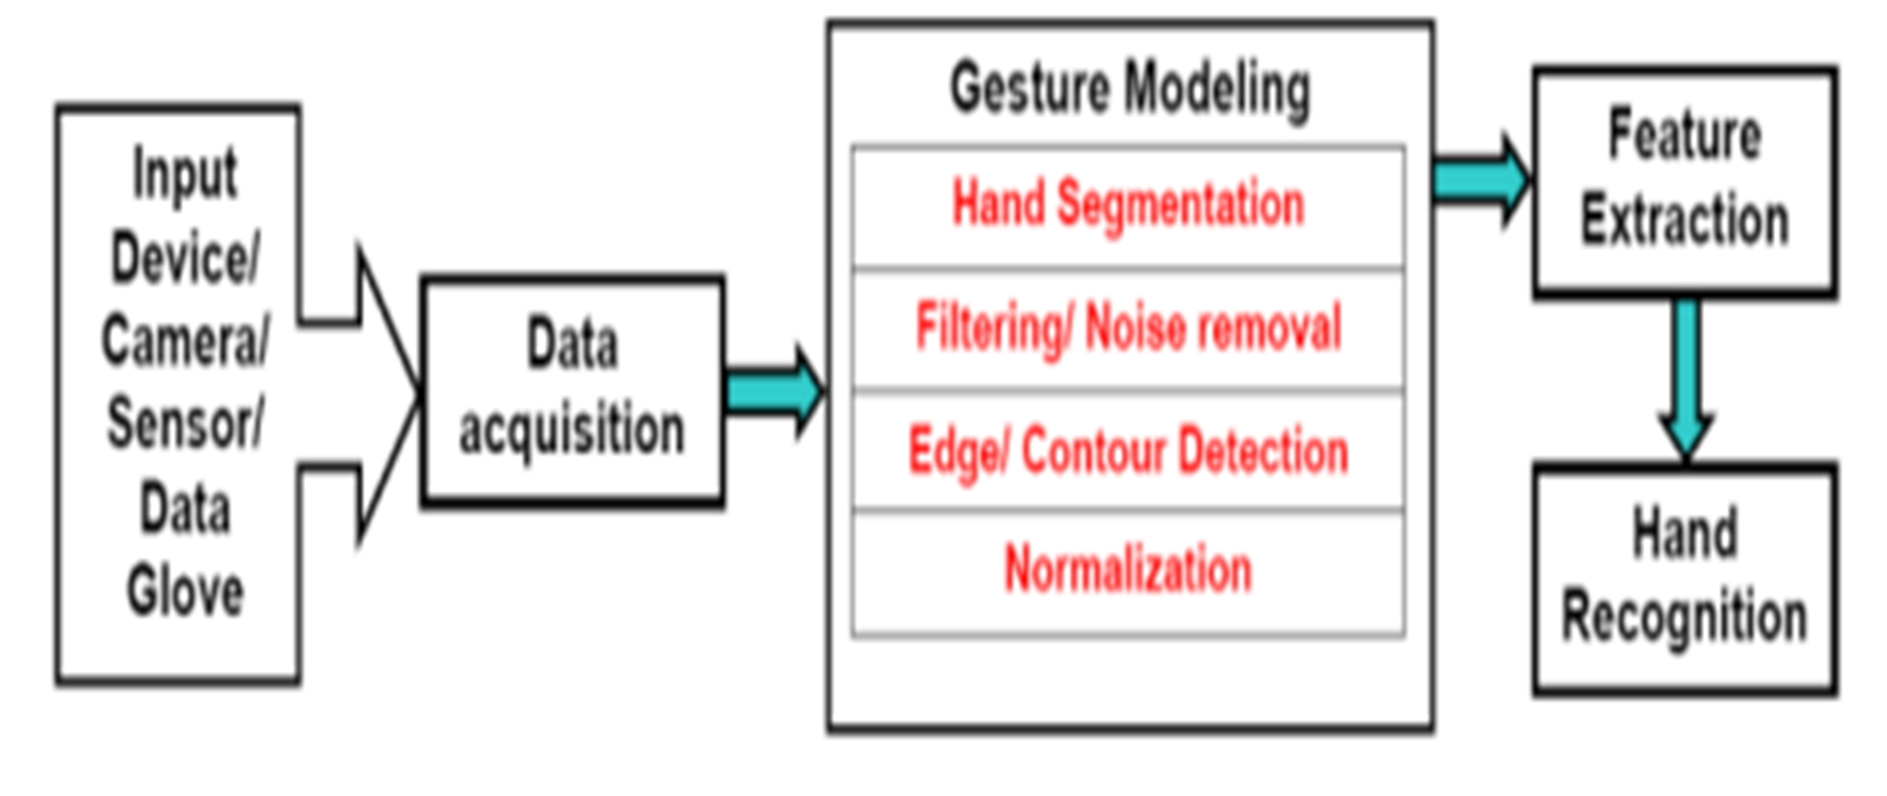 Input
Device/
Camera/
Sensor/
Data
Glove
Data
acquisition
Gesture Modeling
Hand Segmentation
Filtering/ Noise removal
Edge/ Contour Detection
Normalization
Feature
Extraction
Hand
Recognition